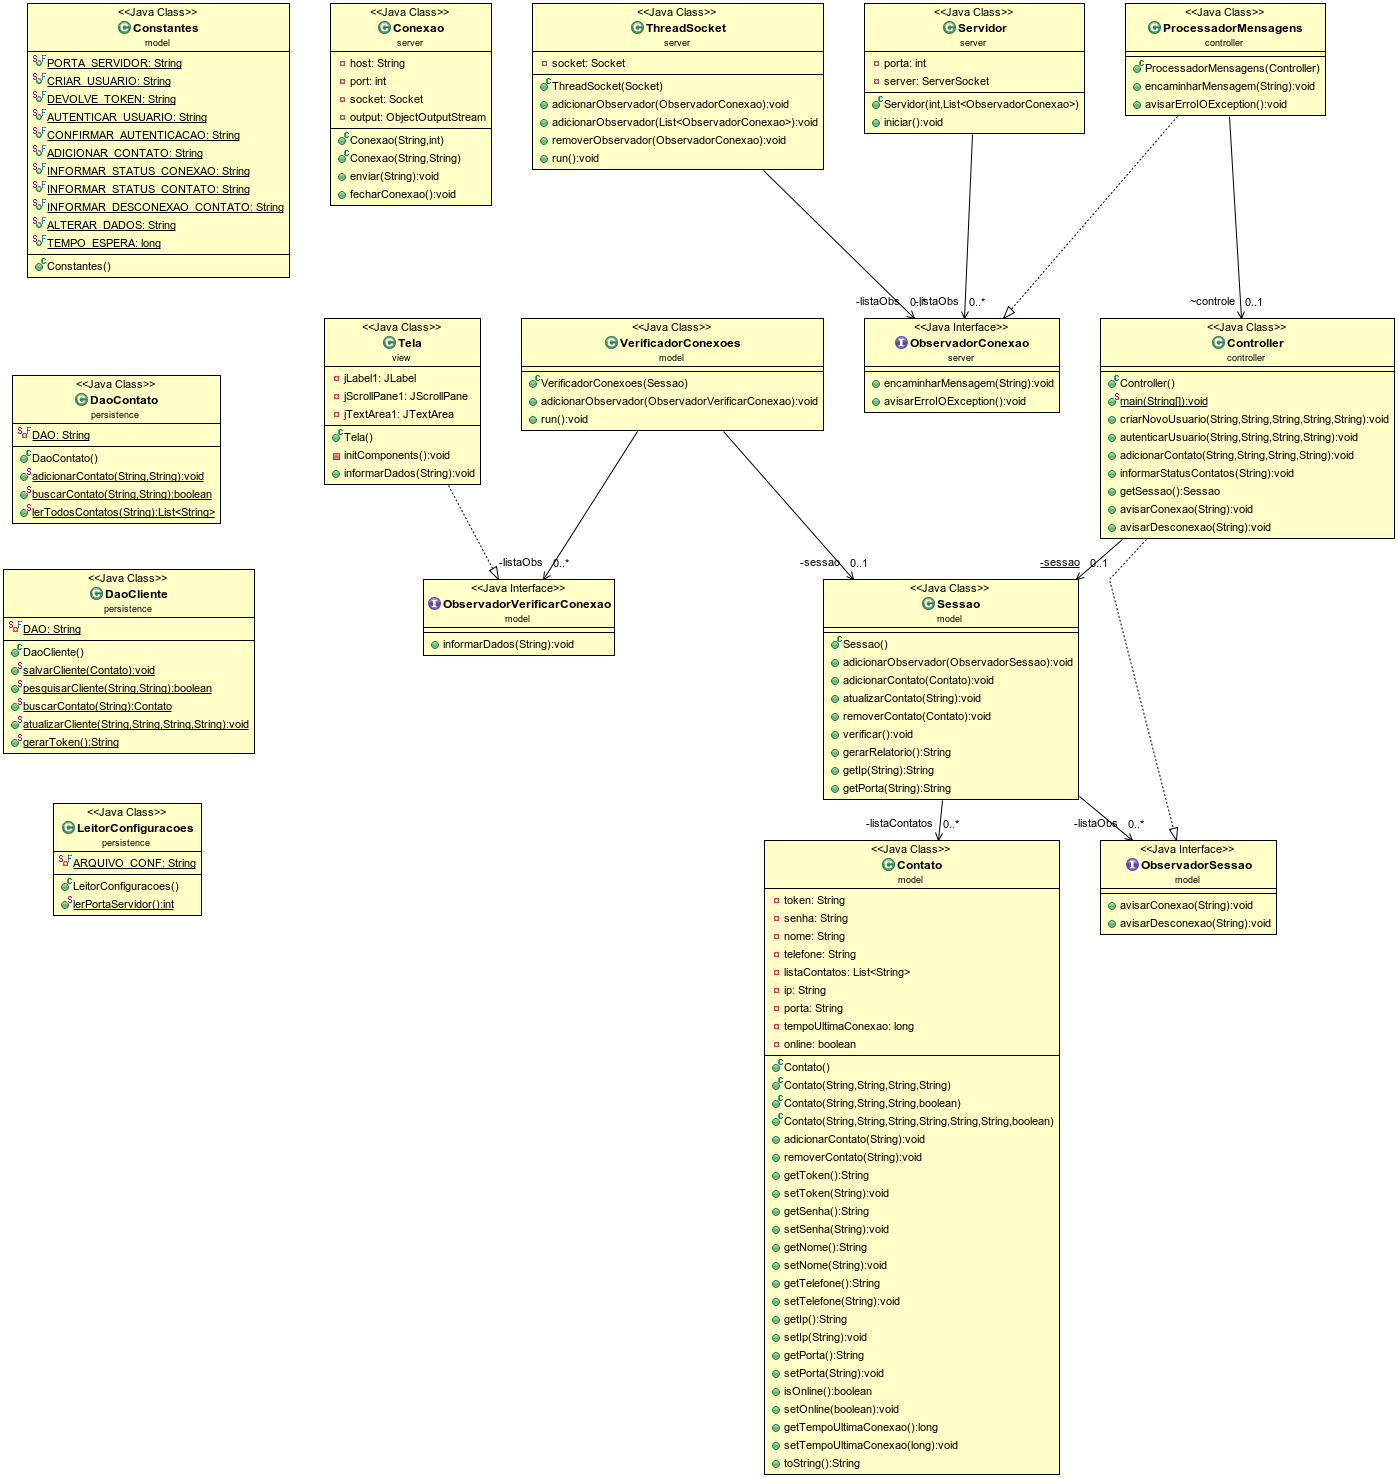 <<Java Class>>
Constantes
model
PORTA_SERVIDOR: String
CRIAR_USUARIO: String
DEVOLVE_TOKEN: String
AUTENTICAR_USUARIO: String
CONFIRMAR_AUTENTICACAO: String
ADICIONAR_CONTATO: String
INFORMAR_STATUS_CONEXAO: String
INFORMAR_STATUS_CONTATO: String
INFORMAR_DESCONEXAO_CONTATO: String
ALTERAR_DADOS: String
TEMPO_ESPERA: long
Constantes()
<<Java Class>>
Conexao
server
host: String
port: int
socket: Socket
output: ObjectOutputStream
Conexao(String,int)
Conexao(String,String)
enviar(String):void
fecharConexao():void
<<Java Class>>
ThreadSocket
server
socket: Socket
ThreadSocket(Socket)
adicionarObservador(ObservadorConexao):void
adicionarObservador(List<ObservadorConexao>):void
removerObservador(ObservadorConexao):void
run():void
<<Java Class>>
Servidor
server
porta: int
server: ServerSocket
Servidor(int,List<ObservadorConexao>)
iniciar():void
<<Java Class>>
ProcessadorMensagens
controller
ProcessadorMensagens(Controller)
encaminharMensagem(String):void
avisarErroIOException():void
-listaObs
0..*
-listaObs
0..*
~controle
0..1
<<Java Class>>
Tela
view
jLabel1: JLabel
jScrollPane1: JScrollPane
jTextArea1: JTextArea
Tela()
initComponents():void
informarDados(String):void
<<Java Class>>
VerificadorConexoes
model
VerificadorConexoes(Sessao)
adicionarObservador(ObservadorVerificarConexao):void
run():void
<<Java Interface>>
ObservadorConexao
server
encaminharMensagem(String):void
avisarErroIOException():void
<<Java Class>>
Controller
controller
Controller()
main(String[]):void
criarNovoUsuario(String,String,String,String,String):void
autenticarUsuario(String,String,String,String):void
adicionarContato(String,String,String,String):void
informarStatusContatos(String):void
getSessao():Sessao
avisarConexao(String):void
avisarDesconexao(String):void
<<Java Class>>
DaoContato
persistence
DAO: String
DaoContato()
adicionarContato(String,String):void
buscarContato(String,String):boolean
lerTodosContatos(String):List<String>
-listaObs
0..*
-sessao
0..1
-sessao
0..1
<<Java Class>>
DaoCliente
persistence
DAO: String
DaoCliente()
salvarCliente(Contato):void
pesquisarCliente(String,String):boolean
buscarContato(String):Contato
atualizarCliente(String,String,String,String):void
gerarToken():String
<<Java Interface>>
ObservadorVerificarConexao
model
informarDados(String):void
<<Java Class>>
Sessao
model
Sessao()
adicionarObservador(ObservadorSessao):void
adicionarContato(Contato):void
atualizarContato(String):void
removerContato(Contato):void
verificar():void
gerarRelatorio():String
getIp(String):String
getPorta(String):String
<<Java Class>>
LeitorConfiguracoes
persistence
ARQUIVO_CONF: String
LeitorConfiguracoes()
lerPortaServidor():int
-listaContatos
0..*
-listaObs
0..*
<<Java Class>>
Contato
model
token: String
senha: String
nome: String
telefone: String
listaContatos: List<String>
ip: String
porta: String
tempoUltimaConexao: long
online: boolean
Contato()
Contato(String,String,String,String)
Contato(String,String,String,boolean)
Contato(String,String,String,String,String,String,boolean)
adicionarContato(String):void
removerContato(String):void
getToken():String
setToken(String):void
getSenha():String
setSenha(String):void
getNome():String
setNome(String):void
getTelefone():String
setTelefone(String):void
getIp():String
setIp(String):void
getPorta():String
setPorta(String):void
isOnline():boolean
setOnline(boolean):void
getTempoUltimaConexao():long
setTempoUltimaConexao(long):void
toString():String
<<Java Interface>>
ObservadorSessao
model
avisarConexao(String):void
avisarDesconexao(String):void